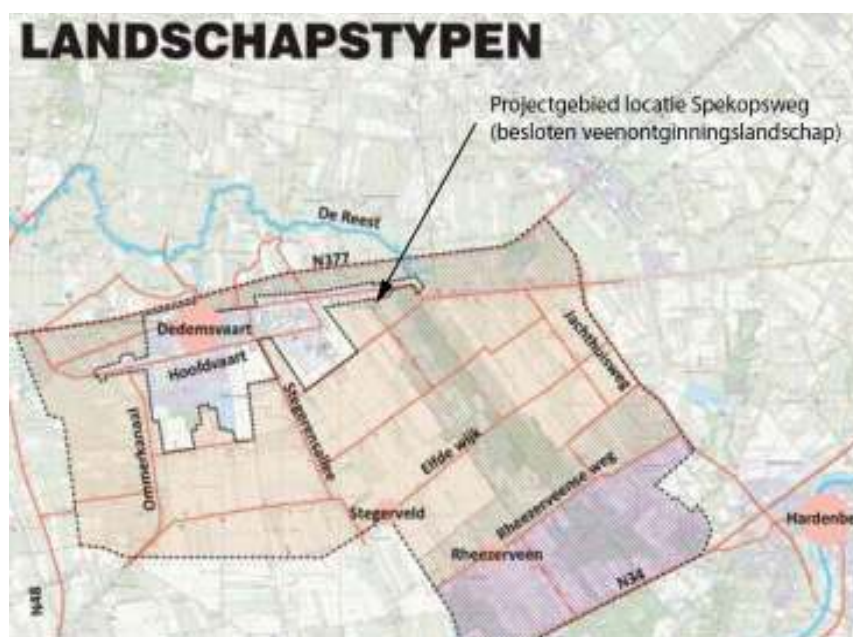 LANDSCHAPSTYPEN
Projectgebied locatie Spekopsweg
(besloten veenontginningslandschap)
De Reest
N377
Dedemsvaart
Hoofdvaart
Jachthuisweg
Stegerensallee
Ommerkanaal
Elfde wijk
Rheezerveense weg
Stegerveld
Hardenbe
Rheezerveen
N34
N48